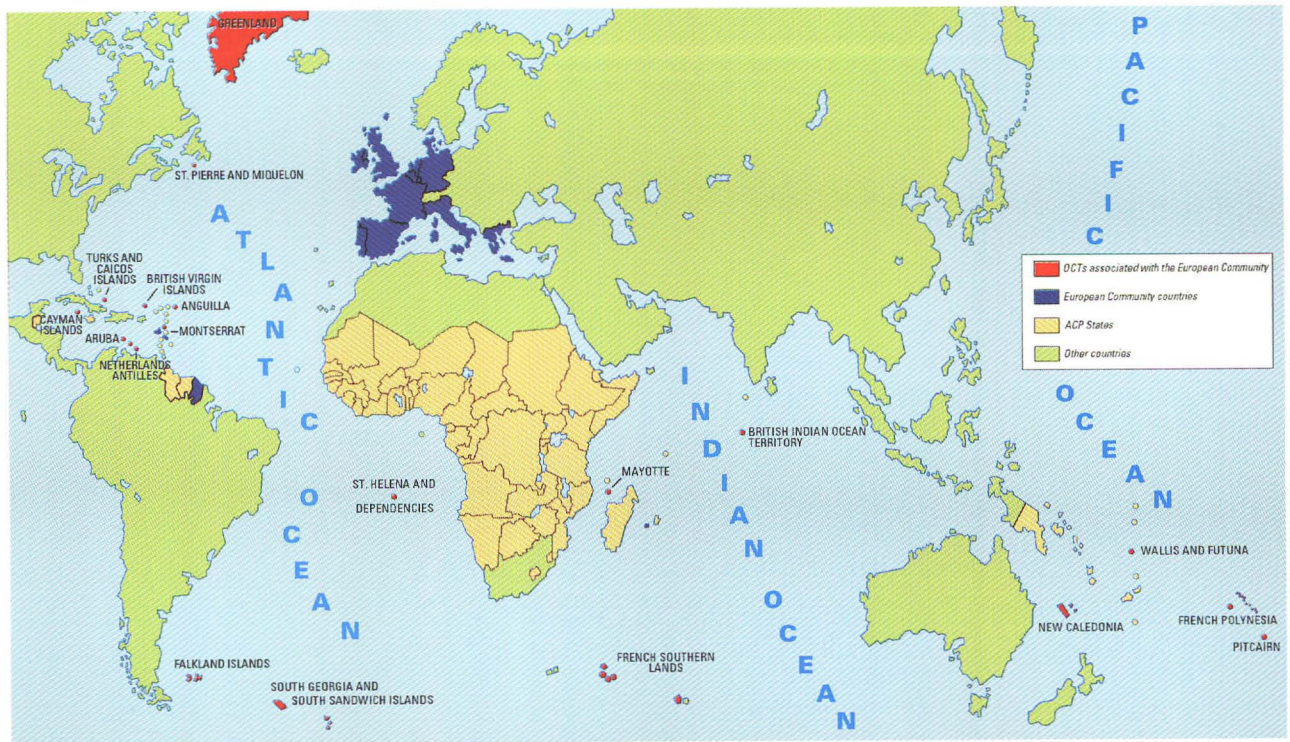 GREENLAND
ST. PIERRE AND MIQUELON
TURKS AND
CAICOS
ISLANDS
BRITISH VIRGIN
ISLANDS
ANGUILLA
CAYMAN
ISLANDS
MONTSERRAT
ARUBA
NETHERLANDS
ANTILLES
ATLANTIC OCEAN
ST. HELENA AND
DEPENDENCIES
FALKLAND ISLANDS
SOUTH GEORGIA AND
SOUTH SANDWICH ISLANDS
MAYOTTE
BRITISH INDIAN OCEAN
TERRITORY
INDIAN OCEAN
FRENCH SOUTHERN
LANDS
PACIFIC OCEAN
OCTs associated with the European Community
European Community countries
ACP States
Other countries
WALLIS AND FUTUNA
NEW CALEDONIA
FRENCH POLYNESIA
PITCAIRN